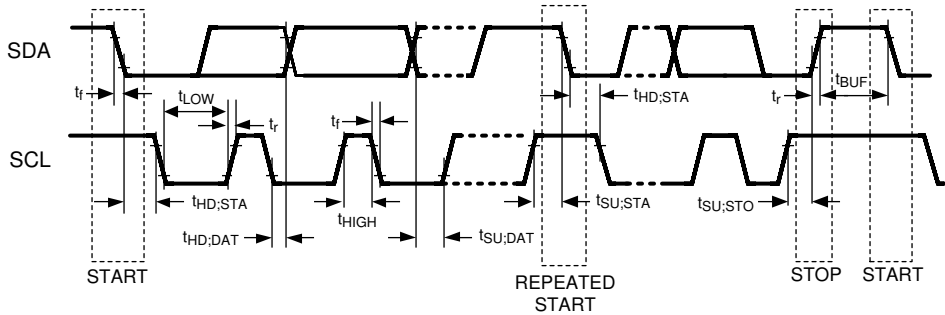 SDA
t_f
t_LOW
t_r
t_f
t_HD;STA
t_r
t_BUF
SCL
t_HD;STA
t_HD;DAT
t_HIGH
t_SU;DAT
t_SU;STA
t_SU;STO
START
REPEATED
START
STOP
START